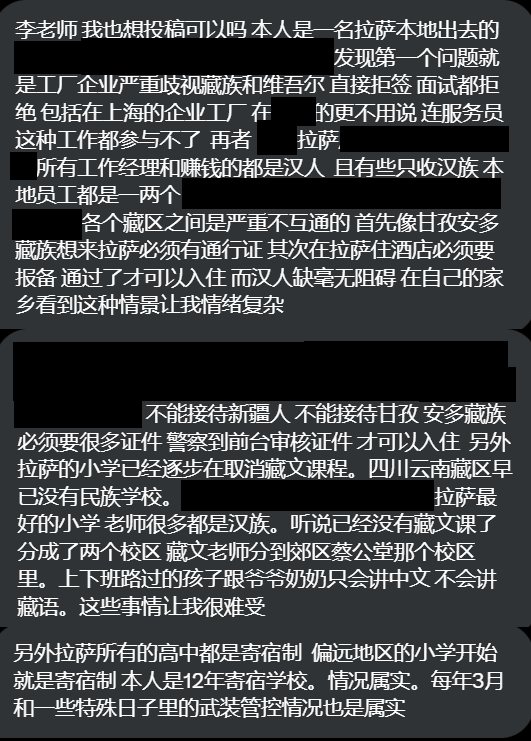 李老师 我也想投稿可以吗 本人是一名拉萨本地出去的
发现第一个问题就
是工厂 企业严重歧视藏族和维吾尔 直接拒签 面试都拒
绝 包括在上海的企业工厂 在 的更不用说 连服务员
这种工作都参与不了 再者 拉萨
所有工作经理和赚钱的都是汉人 且有些只收汉族 本
地员工都是一两个
各个藏区之间是严重不互通的 首先像甘孜安多
藏族想来拉萨必须有通行证 其次在拉萨住酒店必须要
报备 通过了才可以入住 而汉人缺毫无阻碍 在自己的家
乡看到这种情景让我情绪复杂
不能接待新疆人 不能接待甘孜 安多藏族
必须要很多证件 警察到前台审核证件 才可入住 另外
拉萨的小学已经逐步在取消藏文课程。四川云南藏区早
已没有民族学校。 拉萨最
好的小学 老师很多都是汉族。听说已经没有藏文课了
分成了两个校区 藏文老师分到郊区蔡公堂那个校区
里。上下班路过的孩子跟爷爷奶奶只会讲中文 不会讲
藏语。这些事情让我很难受
另外拉萨所有的高中都是寄宿制 偏远地区的小学开始
就是寄宿制 本人是12年寄宿学校。情况属实。每年3月
和一些特殊日子里的武装管控情况也是属实